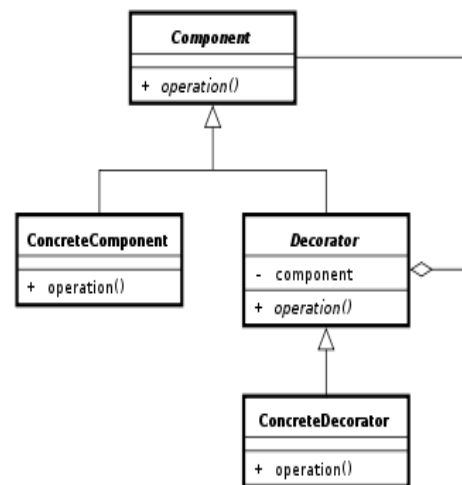 Component
+ operation()
ConcreteComponent
+ operation()
Decorator
- component
+ operation()
ConcreteDecorator
+ operation()